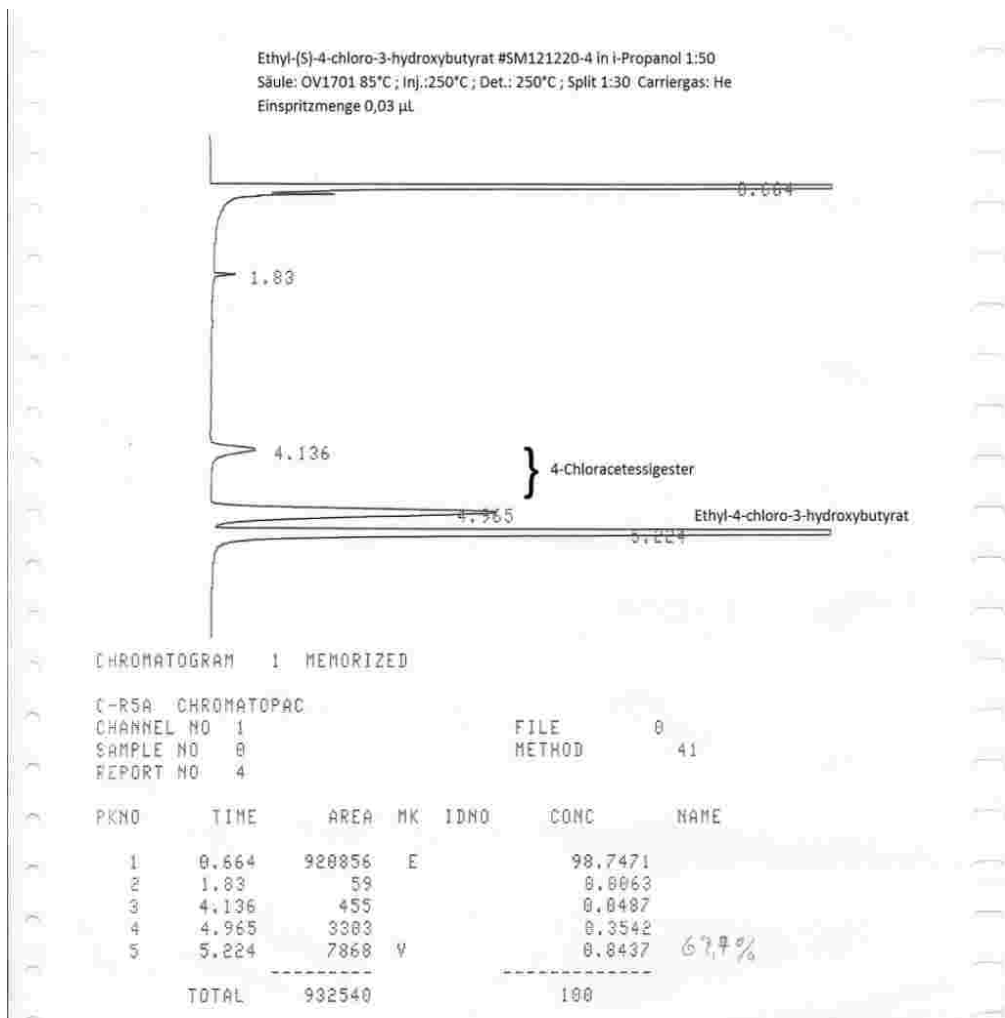 Ethyl-(S)-4-chloro-3-hydroxybutyrat #SM121220-4 in i-Propanol 1:50
Säule: OV1701 85°C ; Inj.:250°C ; Det.: 250°C ; Split 1:30 Carriergas: He
Einspritzmenge 0,03 µL
0.664
1.83
4.136
} 4-Chloracetessigester
4.965
Ethyl-4-chloro-3-hydroxybutyrat
5.224
CHROMATOGRAM 1 MEMORIZED
C-R5A CHROMATOPAC
CHANNEL NO 1 FILE 0
SAMPLE NO 0 METHOD 41
REPORT NO 4
PKNO TIME AREA MK IDNO CONC NAME
1 0.664 920856 E 98.7471
2 1.83 59 0.0063
3 4.136 455 0.0487
4 4.965 3303 0.3542
5 5.224 7868 V 0.8437
TOTAL 932540 100